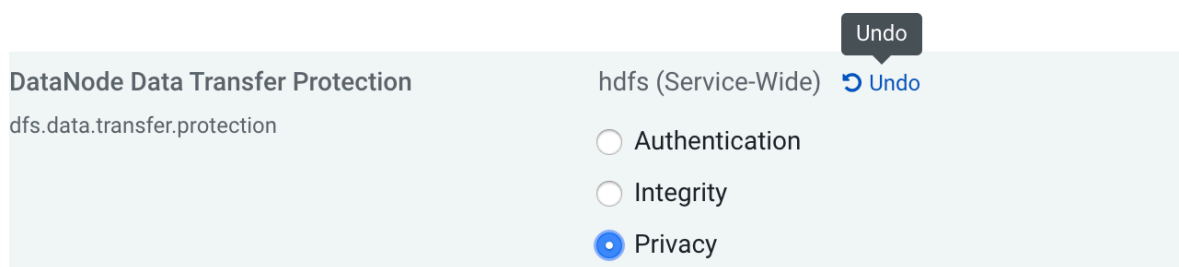 Undo
DataNode Data Transfer Protection
hdfs (Service-Wide) Undo
dfs.data.transfer.protection
Authentication
Integrity
Privacy